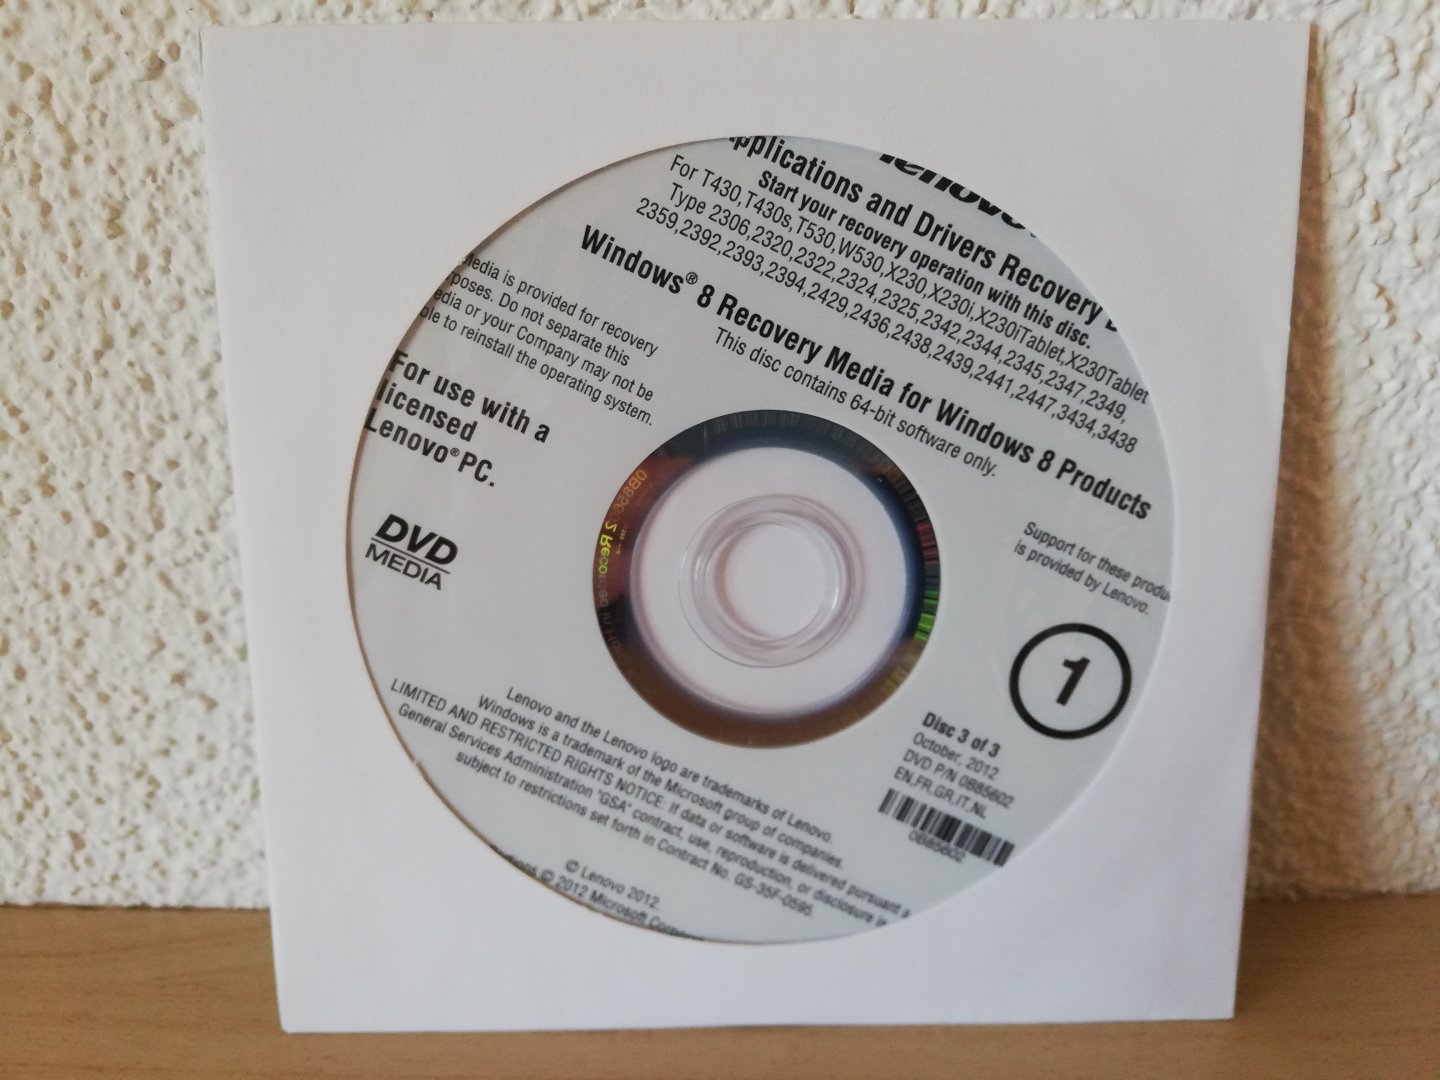 lenovo
Applications and Drivers Recovery
Start your recovery operation with this disc.
For T430,T430s,T530,W530,X230,X230i,X230iTablet,X230Tablet
Type 2306,2320,2322,2324,2325,2342,2344,2345,2347,2349,
2359,2392,2393,2394,2429,2436,2438,2439,2441,2447,3434,3438
Windows® 8 Recovery Media for Windows 8 Products
This disc contains 64-bit software only.
Media is provided for recovery
poses. Do not separate this
edia or your Company may not be
ble to reinstall the operating system.
For use with a
licensed
Lenovo® PC.
DVD
MEDIA
Support for these produ
is provided by Lenovo.
1
Disc 3 of 3
October, 2012
DVD P/N 0B85602
EN,FR,GR,IT,NL
0B85602
Lenovo and the Lenovo logo are trademarks of Lenovo.
Windows is a trademark of the Microsoft group of companies.
LIMITED AND RESTRICTED RIGHTS NOTICE: If data or software is delivered pursuant a
General Services Administration "GSA" contract, use, reproduction, or disclosure is
subject to restrictions set forth in Contract No. GS-35F-0595.
© Lenovo 2012.
© 2012 Microsoft